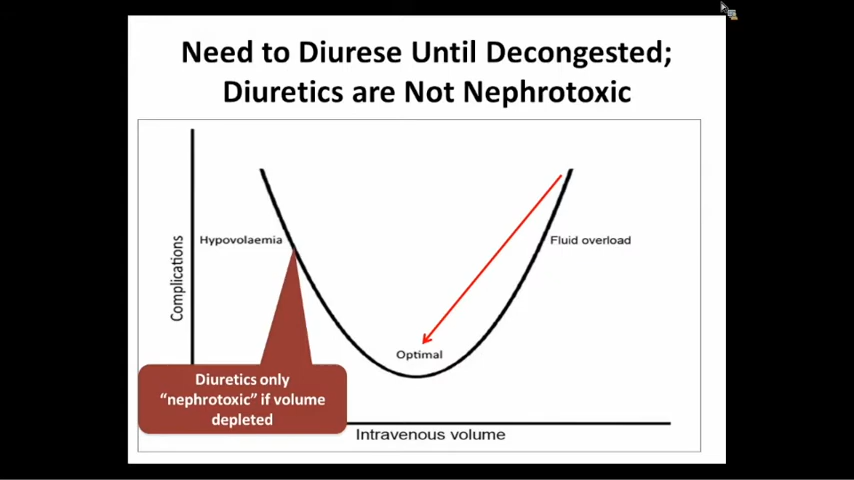 Need to Diurese Until Decongested;
Diuretics are Not Nephrotoxic
Complications
Hypovolaemia
Fluid overload
Optimal
Diuretics only
“nephrotoxic” if volume
depleted
Intravenous volume